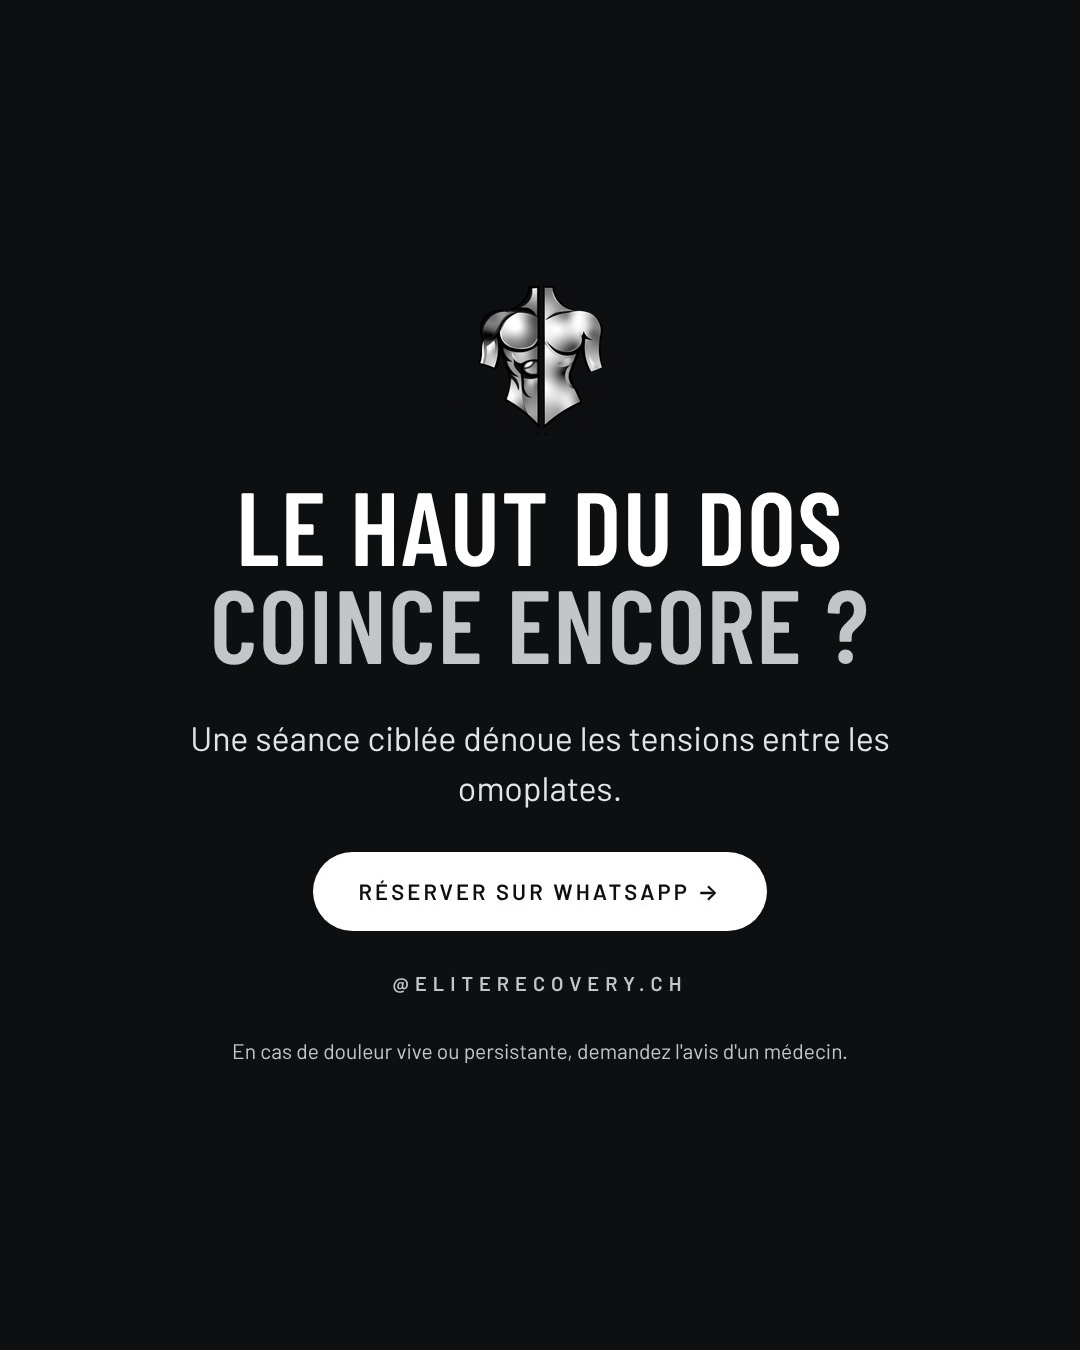 LE HAUT DU DOS
COINCE ENCORE ?
Une séance ciblée dénoue les tensions entre les
omoplates.
RÉSERVER SUR WHATSAPP →
@ELITERECOVERY.CH
En cas de douleur vive ou persistante, demandez l'avis d'un médecin.